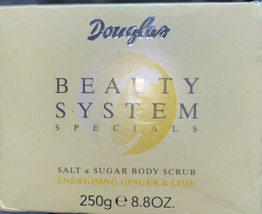 Douglas
BEAUTY
SYSTEM
SPECIALS
SALT & SUGAR BODY SCRUB
ENERGISING GINGER & LIME
250g ℮ 8.8OZ.